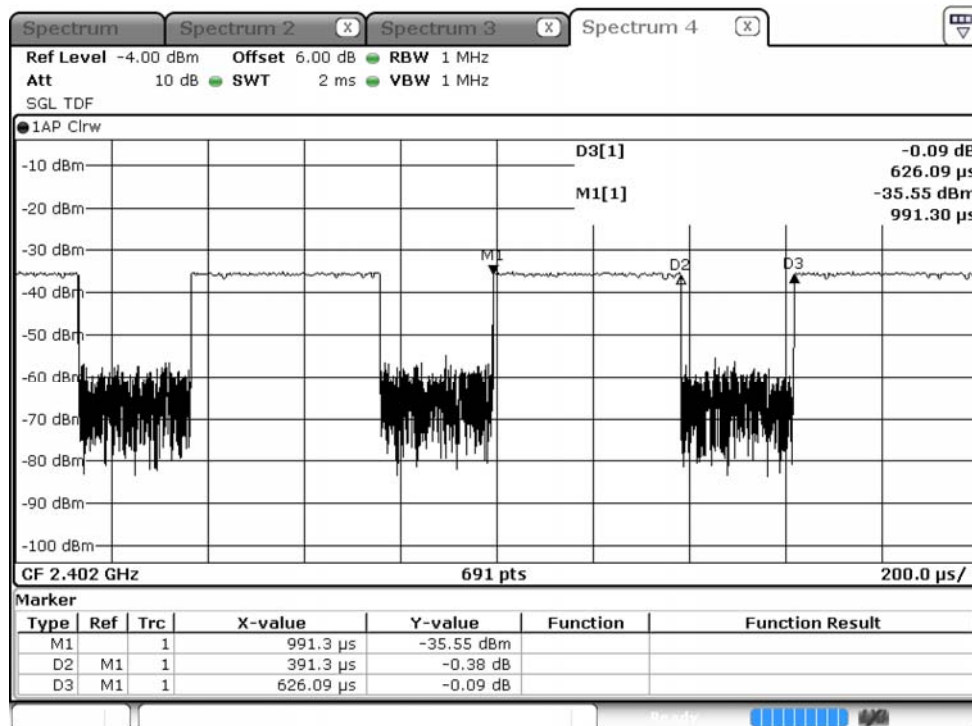 Spectrum Spectrum 2 X Spectrum 3 X Spectrum 4 X
Ref Level -4.00 dBm Offset 6.00 dB RBW 1 MHz
Att 10 dB SWT 2 ms VBW 1 MHz
SGL TDF
1AP Clrw
D3[1] -0.09 dB
626.09 µs
M1[1] -35.55 dBm
991.30 µs
-10 dBm
-20 dBm
-30 dBm
M1 D2 D3
-40 dBm
-50 dBm
-60 dBm
-70 dBm
-80 dBm
-90 dBm
-100 dBm
CF 2.402 GHz 691 pts 200.0 µs/
Marker
Type Ref Trc X-value Y-value Function Function Result
M1 1 991.3 µs -35.55 dBm
D2 M1 1 391.3 µs -0.38 dB
D3 M1 1 626.09 µs -0.09 dB
Ready